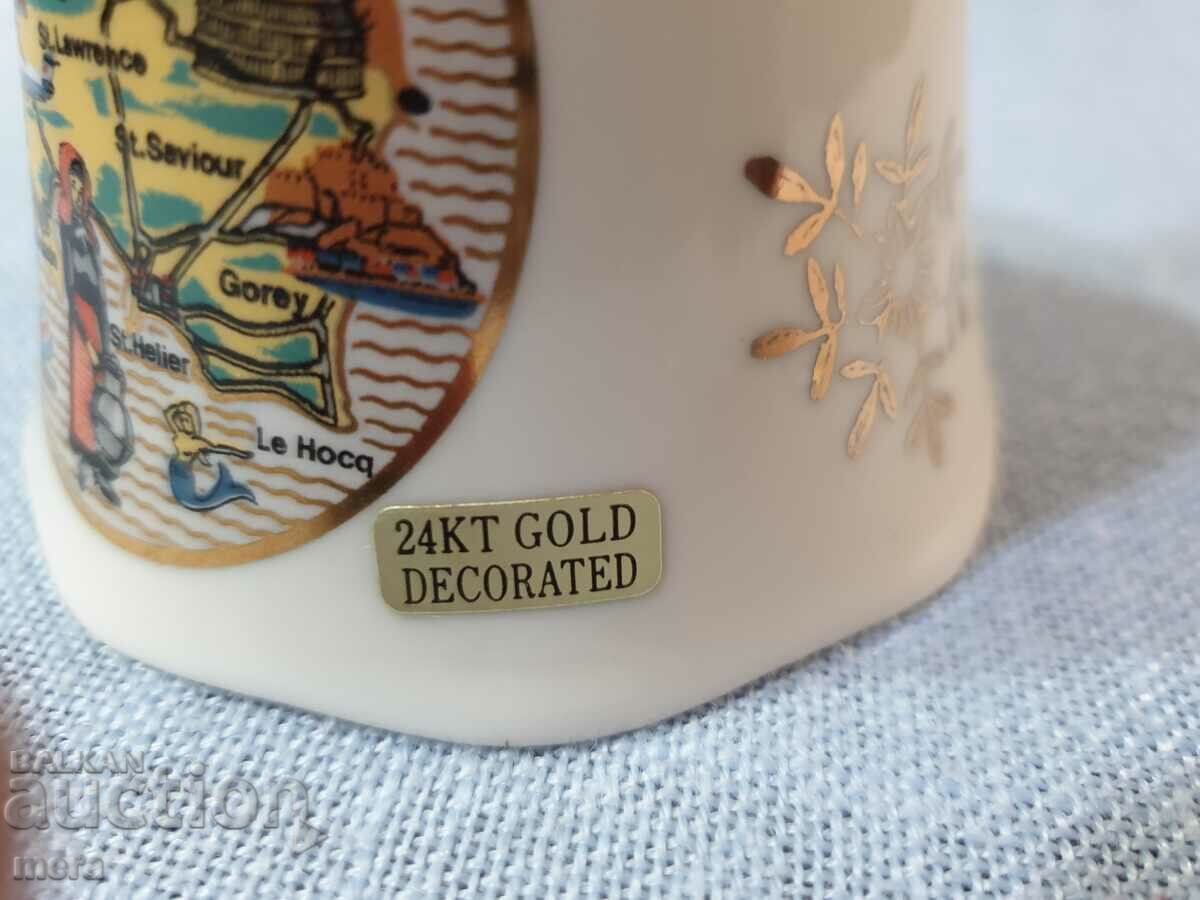 St. Lawrence
St. Saviour
Gorey
St. Helier
Le Hocq
24KT GOLD
DECORATED
BALKAN
auction
mera